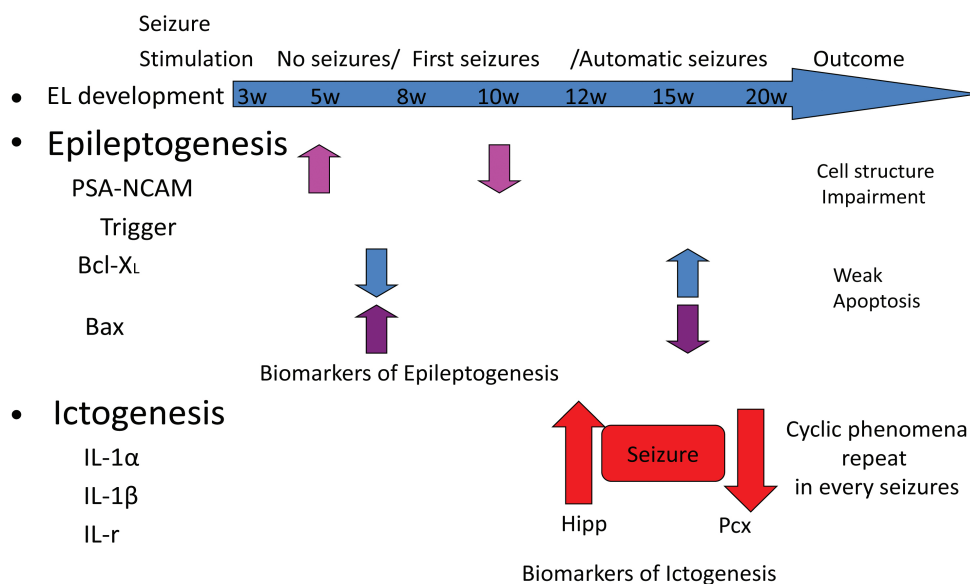 Seizure
Stimulation No seizures/ First seizures /Automatic seizures Outcome
• EL development 3w 5w 8w 10w 12w 15w 20w
• Epileptogenesis
PSA-NCAM
Cell structure
Impairment
Trigger
Bcl-XL
Weak
Apoptosis
Bax
Biomarkers of Epileptogenesis
• Ictogenesis
IL-1α
IL-1β
IL-r
Seizure
Hipp Pcx
Cyclic phenomena
repeat
in every seizures
Biomarkers of Ictogenesis